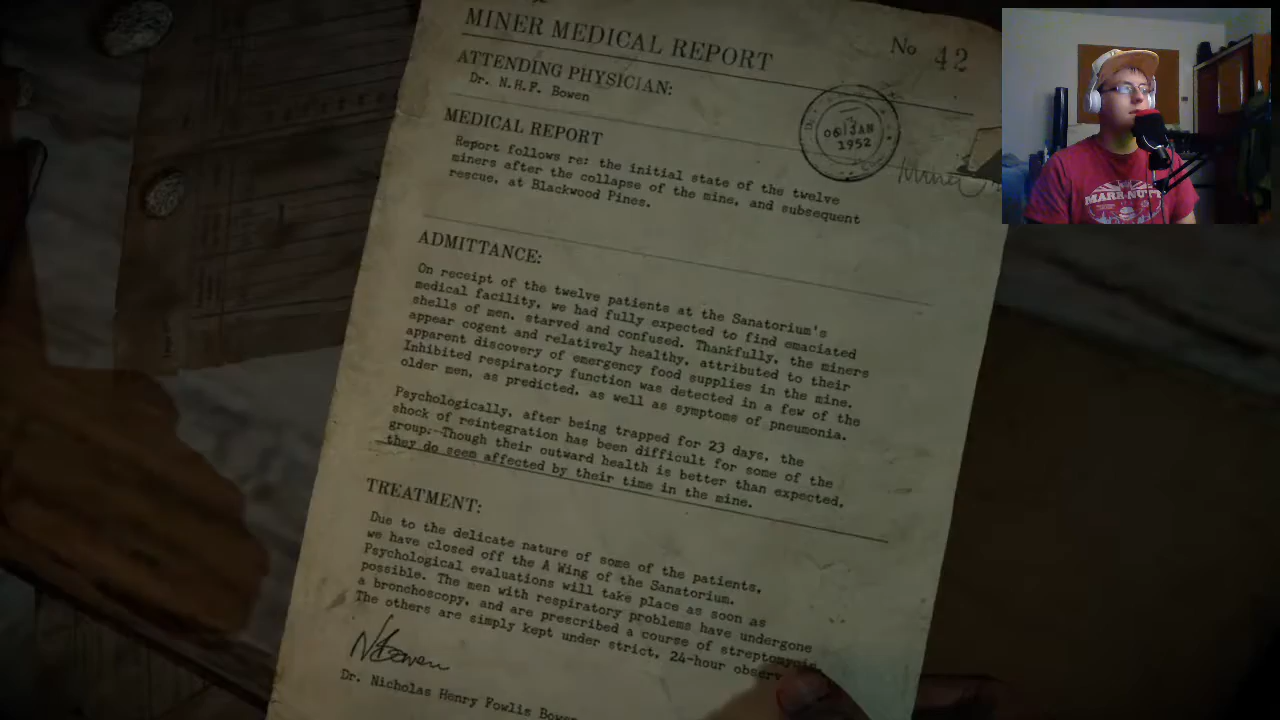 MINER MEDICAL REPORT
No 42
ATTENDING PHYSICIAN:
Dr. N.H.F. Bowen
06 JAN
1952
MEDICAL REPORT
Report follows re: the initial state of the twelve
miners after the collapse of the mine, and subsequent
rescue, at Blackwood Pines.
ADMITTANCE:
On receipt of the twelve patients at the Sanatorium's
medical facility, we had fully expected to find emaciated
shells of men, starved and confused. Thankfully, the miners
appear cogent and relatively healthy, attributed to their
apparent discovery of emergency food supplies in the mine.
Inhibited respiratory function was detected in a few of the
older men, as predicted, as well as symptoms of pneumonia.
Psychologically, after being trapped for 23 days, the
shock of reintegration has been difficult for some of the
group. Though their outward health is better than expected,
they do seem affected by their time in the mine.
TREATMENT:
Due to the delicate nature of some of the patients,
we have closed off the A Wing of the Sanatorium.
Psychological evaluations will take place as soon as
possible. The men with respiratory problems have undergone
a bronchoscopy, and are prescribed a course of streptomycin.
The others are simply kept under strict, 24-hour observ
Dr. Nicholas Henry Fowlis Bowen